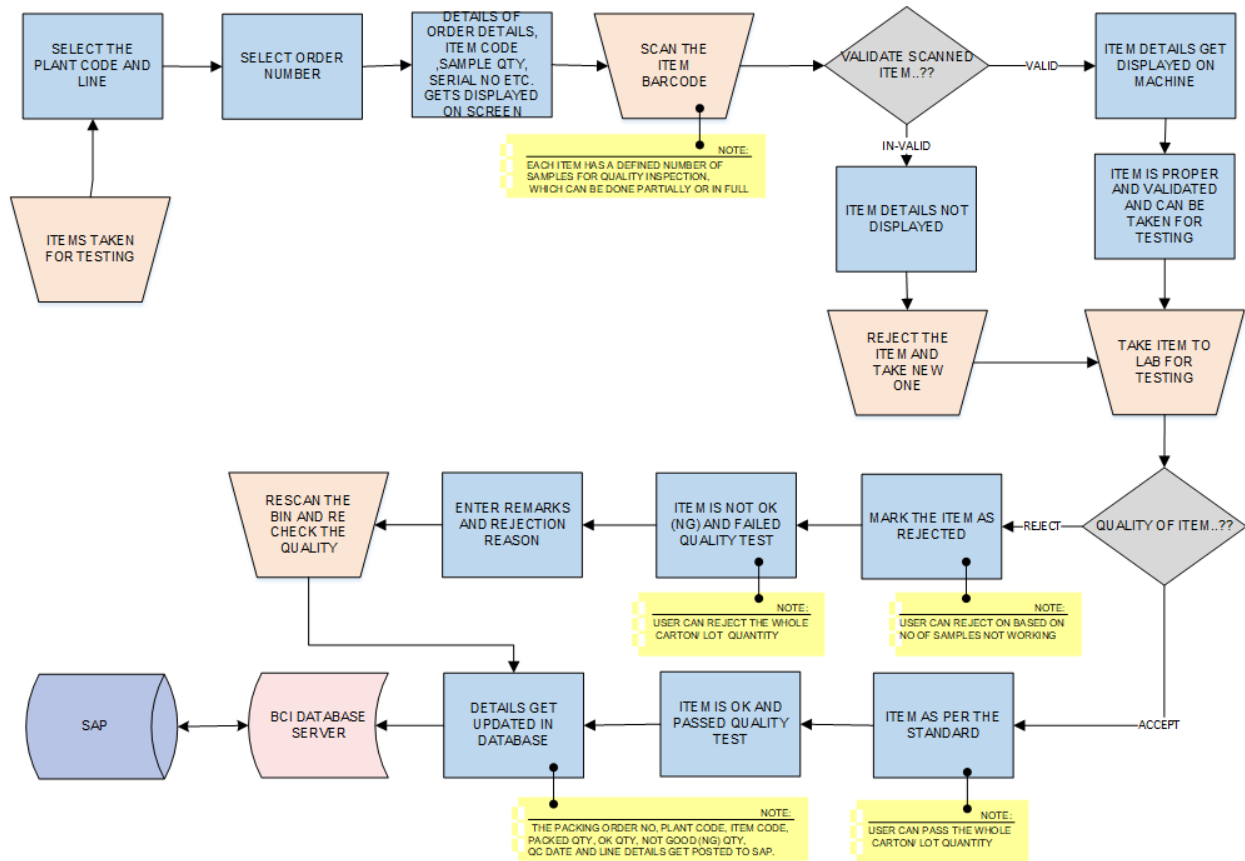 SELECT THE
PLANT CODE AND
LINE
SELECT ORDER
NUMBER
DETAILS OF
ORDER DETAILS,
ITEM CODE
,SAMPLE QTY,
SERIAL NO ETC.
GETS DISPLAYED
ON SCREEN
SCAN THE
ITEM
BARCODE
VALIDATE SCANNED
ITEM..??
VALID
ITEM DETAILS GET
DISPLAYED ON
MACHINE
NOTE:
EACH ITEM HAS A DEFINED NUMBER OF
SAMPLES FOR QUALITY INSPECTION,
WHICH CAN BE DONE PARTIALLY OR IN FULL
IN-VALID
ITEMS TAKEN
FOR TESTING
ITEM DETAILS NOT
DISPLAYED
ITEM IS PROPER
AND VALIDATED
AND CAN BE
TAKEN FOR
TESTING
REJECT THE
ITEM AND
TAKE NEW
ONE
TAKE ITEM TO
LAB FOR
TESTING
QUALITY OF ITEM..??
REJECT
MARK THE ITEM AS
REJECTED
NOTE:
USER CAN REJECT ON BASED ON
NO OF SAMPLES NOT WORKING
ITEM IS NOT OK
(NG) AND FAILED
QUALITY TEST
NOTE:
USER CAN REJECT THE WHOLE
CARTON/ LOT QUANTITY
ENTER REMARKS
AND REJECTION
REASON
RESCAN THE
BIN AND RE
CHECK THE
QUALITY
ACCEPT
ITEM AS PER THE
STANDARD
NOTE:
USER CAN PASS THE WHOLE
CARTON/ LOT QUANTITY
ITEM IS OK AND
PASSED QUALITY
TEST
DETAILS GET
UPDATED IN
DATABASE
NOTE:
THE PACKING ORDER NO, PLANT CODE, ITEM CODE,
PACKED QTY, OK QTY, NOT GOOD (NG) QTY,
QC DATE AND LINE DETAILS GET POSTED TO SAP.
BCI DATABASE
SERVER
SAP